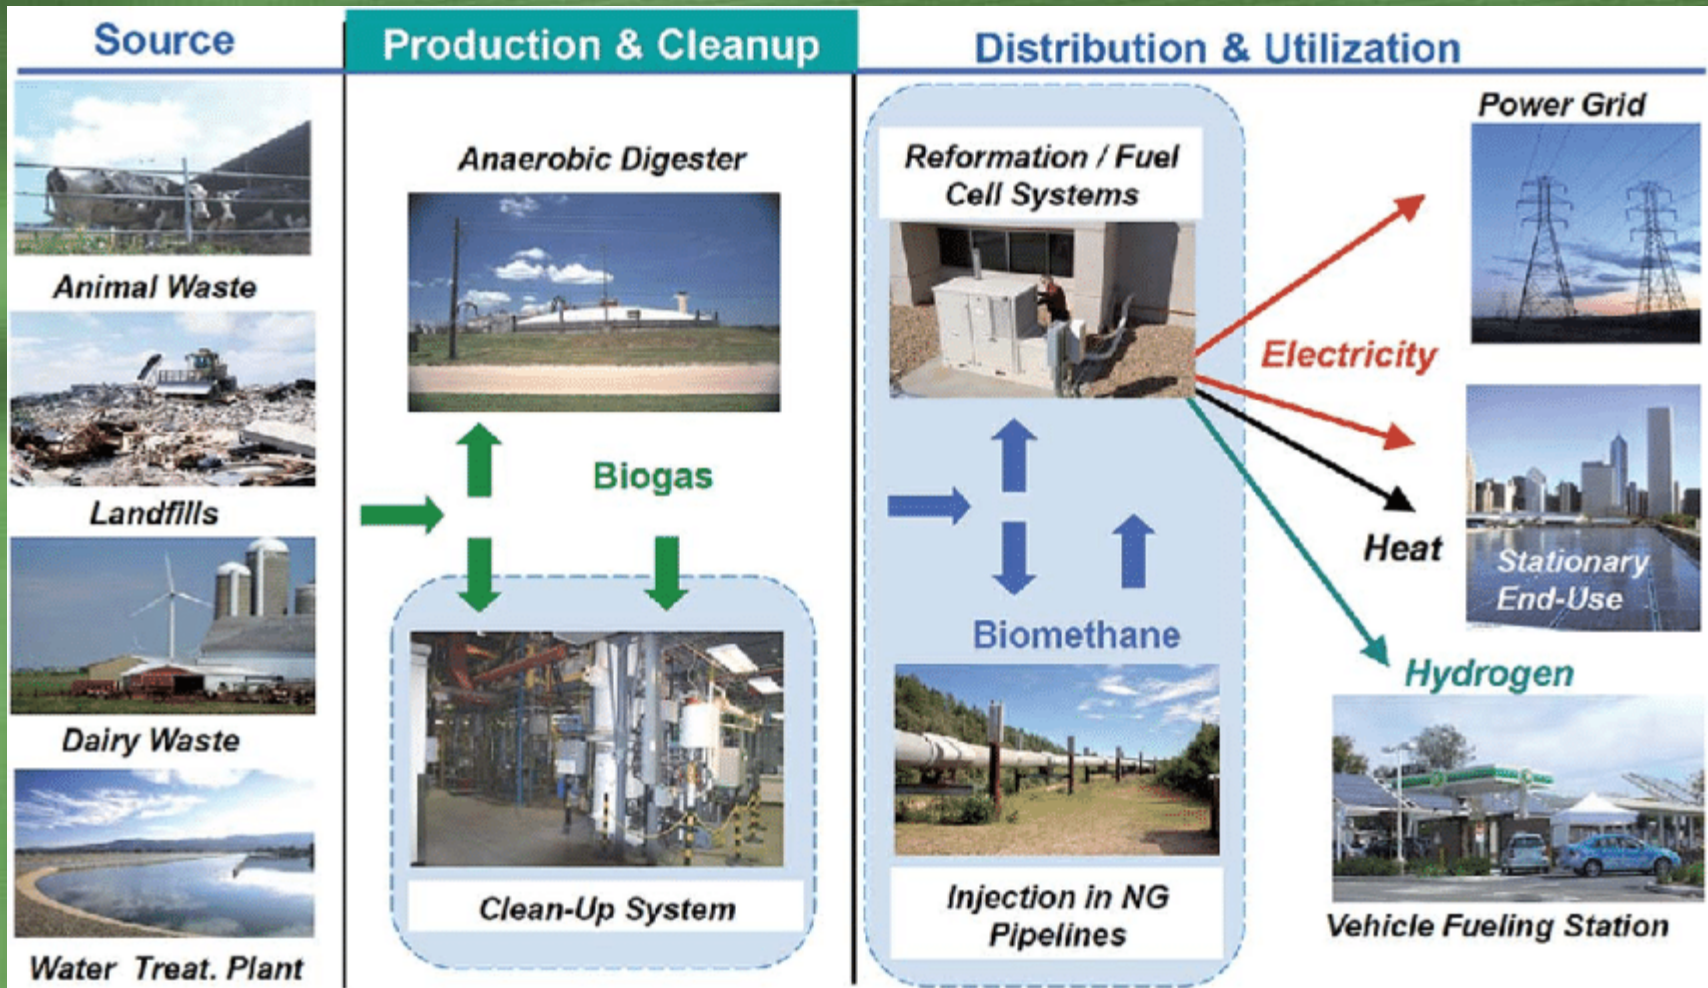 Source
Production & Cleanup
Distribution & Utilization
Animal Waste
Landfills
Dairy Waste
Water Treat. Plant
Anaerobic Digester
Biogas
Clean-Up System
Reformation / Fuel
Cell Systems
Biomethane
Injection in NG
Pipelines
Power Grid
Electricity
Heat
Stationary
End-Use
Hydrogen
Vehicle Fueling Station